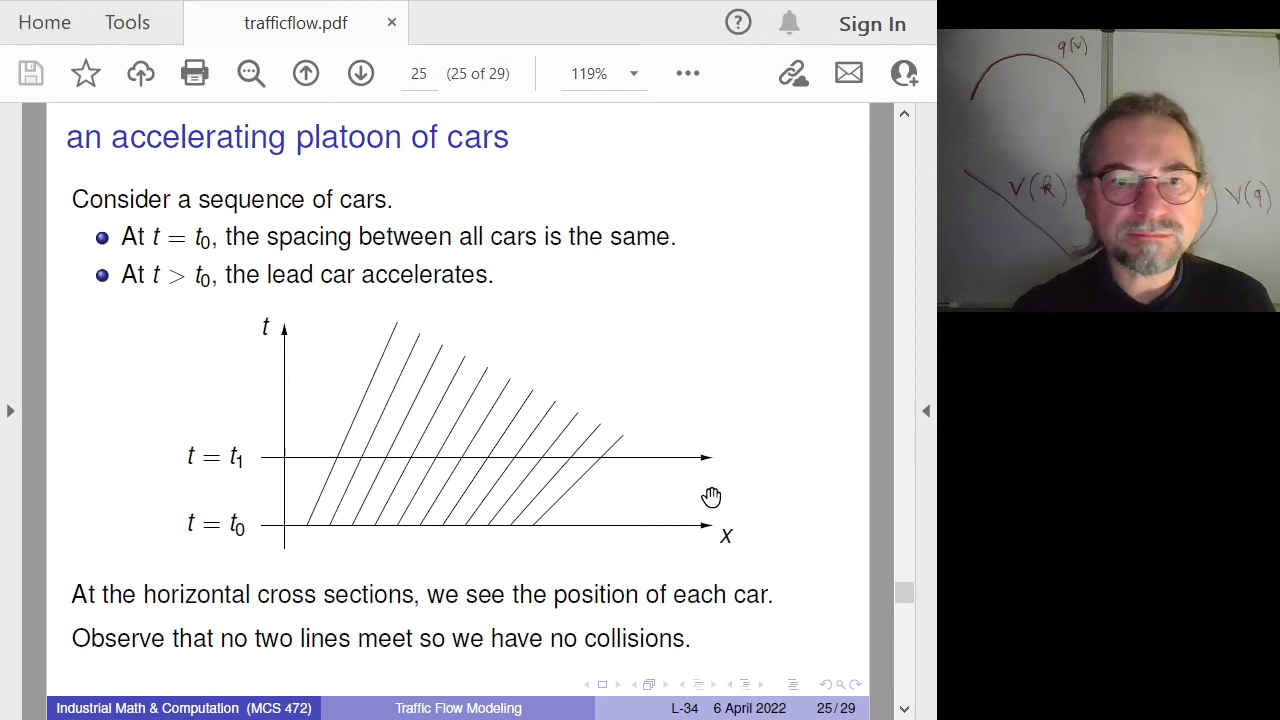 Home Tools trafficflow.pdf × ? Sign In
25 (25 of 29) 119%
an accelerating platoon of cars
Consider a sequence of cars.
At t = t₀, the spacing between all cars is the same.
At t > t₀, the lead car accelerates.
t
t = t₁
t = t₀
x
At the horizontal cross sections, we see the position of each car.
Observe that no two lines meet so we have no collisions.
Industrial Math & Computation (MCS 472) Traffic Flow Modeling L-34 6 April 2022 25/29
q(v)
v(k)
v(q)